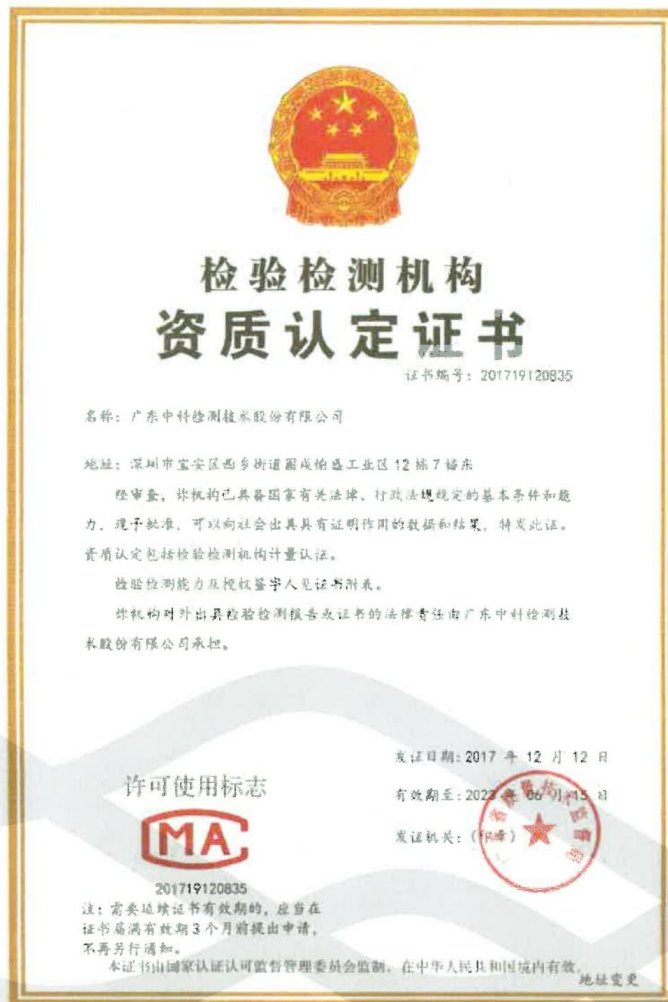 检验检测机构
资质认定证书
证书编号：201719120835
名称：广东中科检测技术股份有限公司
地址：深圳市宝安区西乡街道固戍怡盛工业区12栋7楼东
经审查，你机构已具备国家有关法律、行政法规规定的基本条件和能
力，现予批准，可以向社会出具具有证明作用的数据和结果，特发此证。
资质认定包括检验检测机构计量认证。
检验检测能力及授权签字人见证书附表。
你机构对外出具检验检测报告或证书的法律责任由广东中科检测技
术股份有限公司承担。
发证日期：2017年12月12日
许可使用标志
有效期至：2023年06月15日
MA
发证机关：（印章）
201719120835
注：需要延续证书有效期的，应当在
证书届满有效期3个月前提出申请，
不再另行通知。
本证书由国家认证认可监督管理委员会监制，在中华人民共和国境内有效。
地址变更